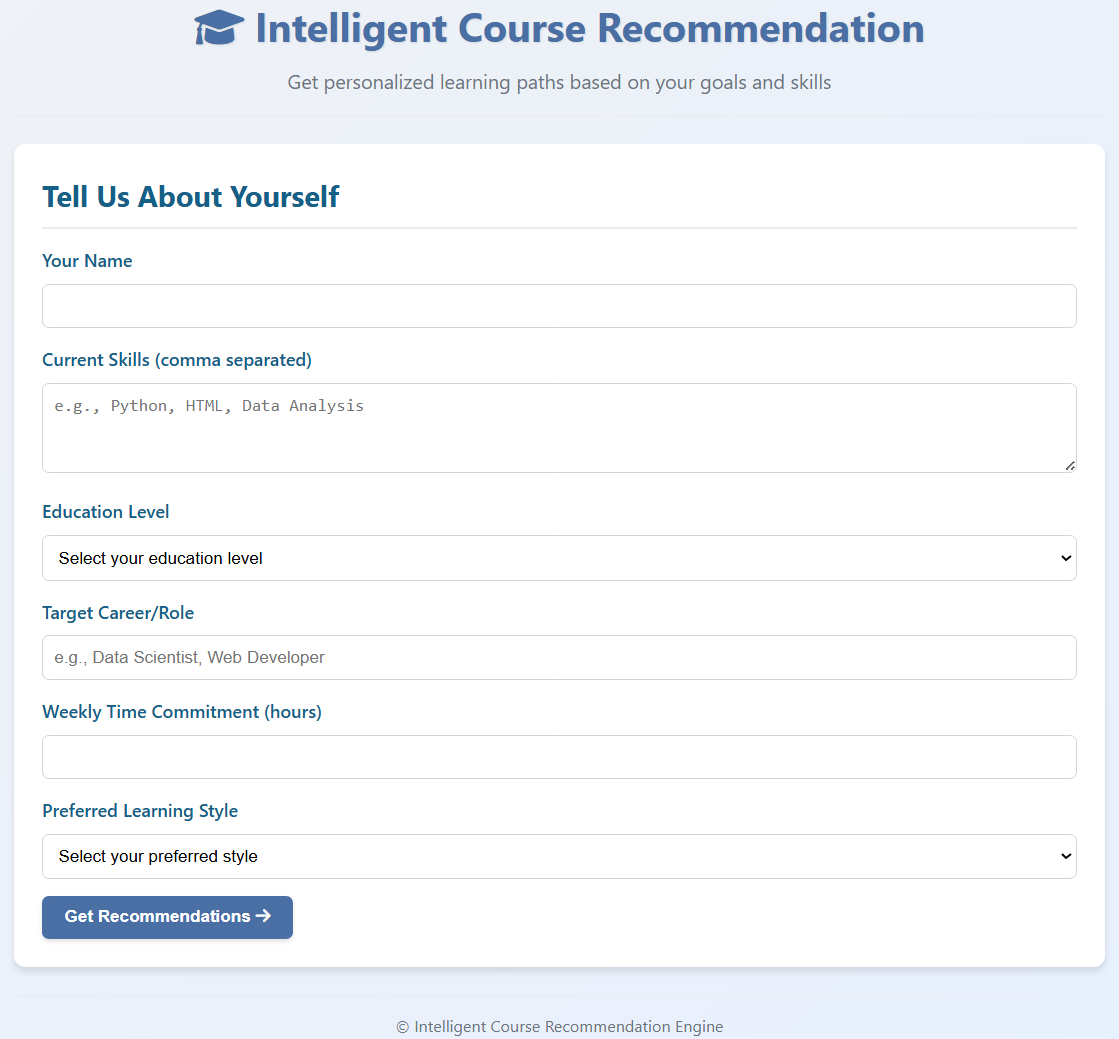 Intelligent Course Recommendation
Get personalized learning paths based on your goals and skills
Tell Us About Yourself
Your Name
Current Skills (comma separated)
e.g., Python, HTML, Data Analysis
Education Level
Select your education level
Target Career/Role
e.g., Data Scientist, Web Developer
Weekly Time Commitment (hours)
Preferred Learning Style
Select your preferred style
Get Recommendations →
© Intelligent Course Recommendation Engine